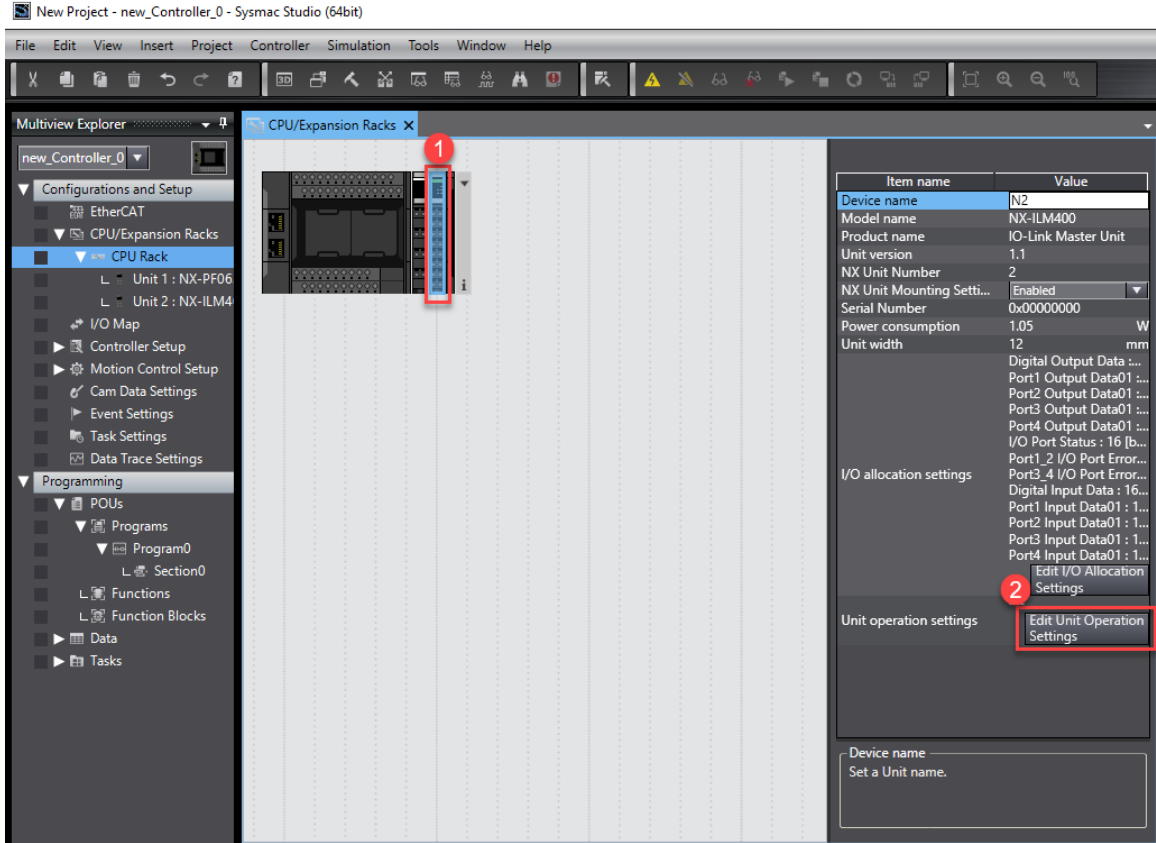 New Project - new_Controller_0 - Sysmac Studio (64bit)
File Edit View Insert Project Controller Simulation Tools Window Help
Multiview Explorer
CPU/Expansion Racks
new_Controller_0
Configurations and Setup
EtherCAT
CPU/Expansion Racks
CPU Rack
Unit 1 : NX-PF06
Unit 2 : NX-ILM4
I/O Map
Controller Setup
Motion Control Setup
Cam Data Settings
Event Settings
Task Settings
Data Trace Settings
Programming
POUs
Programs
Program0
Section0
Functions
Function Blocks
Data
Tasks
1
i
Item name Value
Device name N2
Model name NX-ILM400
Product name IO-Link Master Unit
Unit version 1.1
NX Unit Number 2
NX Unit Mounting Setti... Enabled
Serial Number 0x00000000
Power consumption 1.05 W
Unit width 12 mm
I/O allocation settings
Digital Output Data :...
Port1 Output Data01 :...
Port2 Output Data01 :...
Port3 Output Data01 :...
Port4 Output Data01 :...
I/O Port Status : 16 [b...
Port1_2 I/O Port Error...
Port3_4 I/O Port Error...
Digital Input Data : 16...
Port1 Input Data01 : 1...
Port2 Input Data01 : 1...
Port3 Input Data01 : 1...
Port4 Input Data01 : 1...
Edit I/O Allocation
Settings
2
Unit operation settings
Edit Unit Operation
Settings
Device name
Set a Unit name.